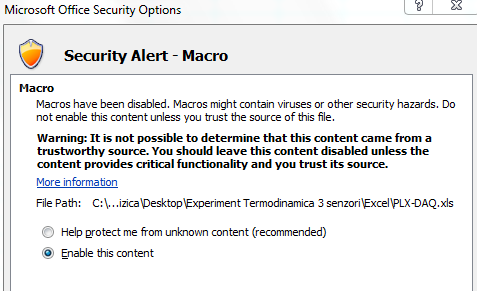 Microsoft Office Security Options
Security Alert - Macro
Macro
Macros have been disabled. Macros might contain viruses or other security hazards. Do
not enable this content unless you trust the source of this file.
Warning: It is not possible to determine that this content came from a
trustworthy source. You should leave this content disabled unless the
content provides critical functionality and you trust its source.
More information
File Path: C:\...izica\Desktop\Experiment Termodinamica 3 senzori\Excel\PLX-DAQ.xls
Help protect me from unknown content (recommended)
Enable this content